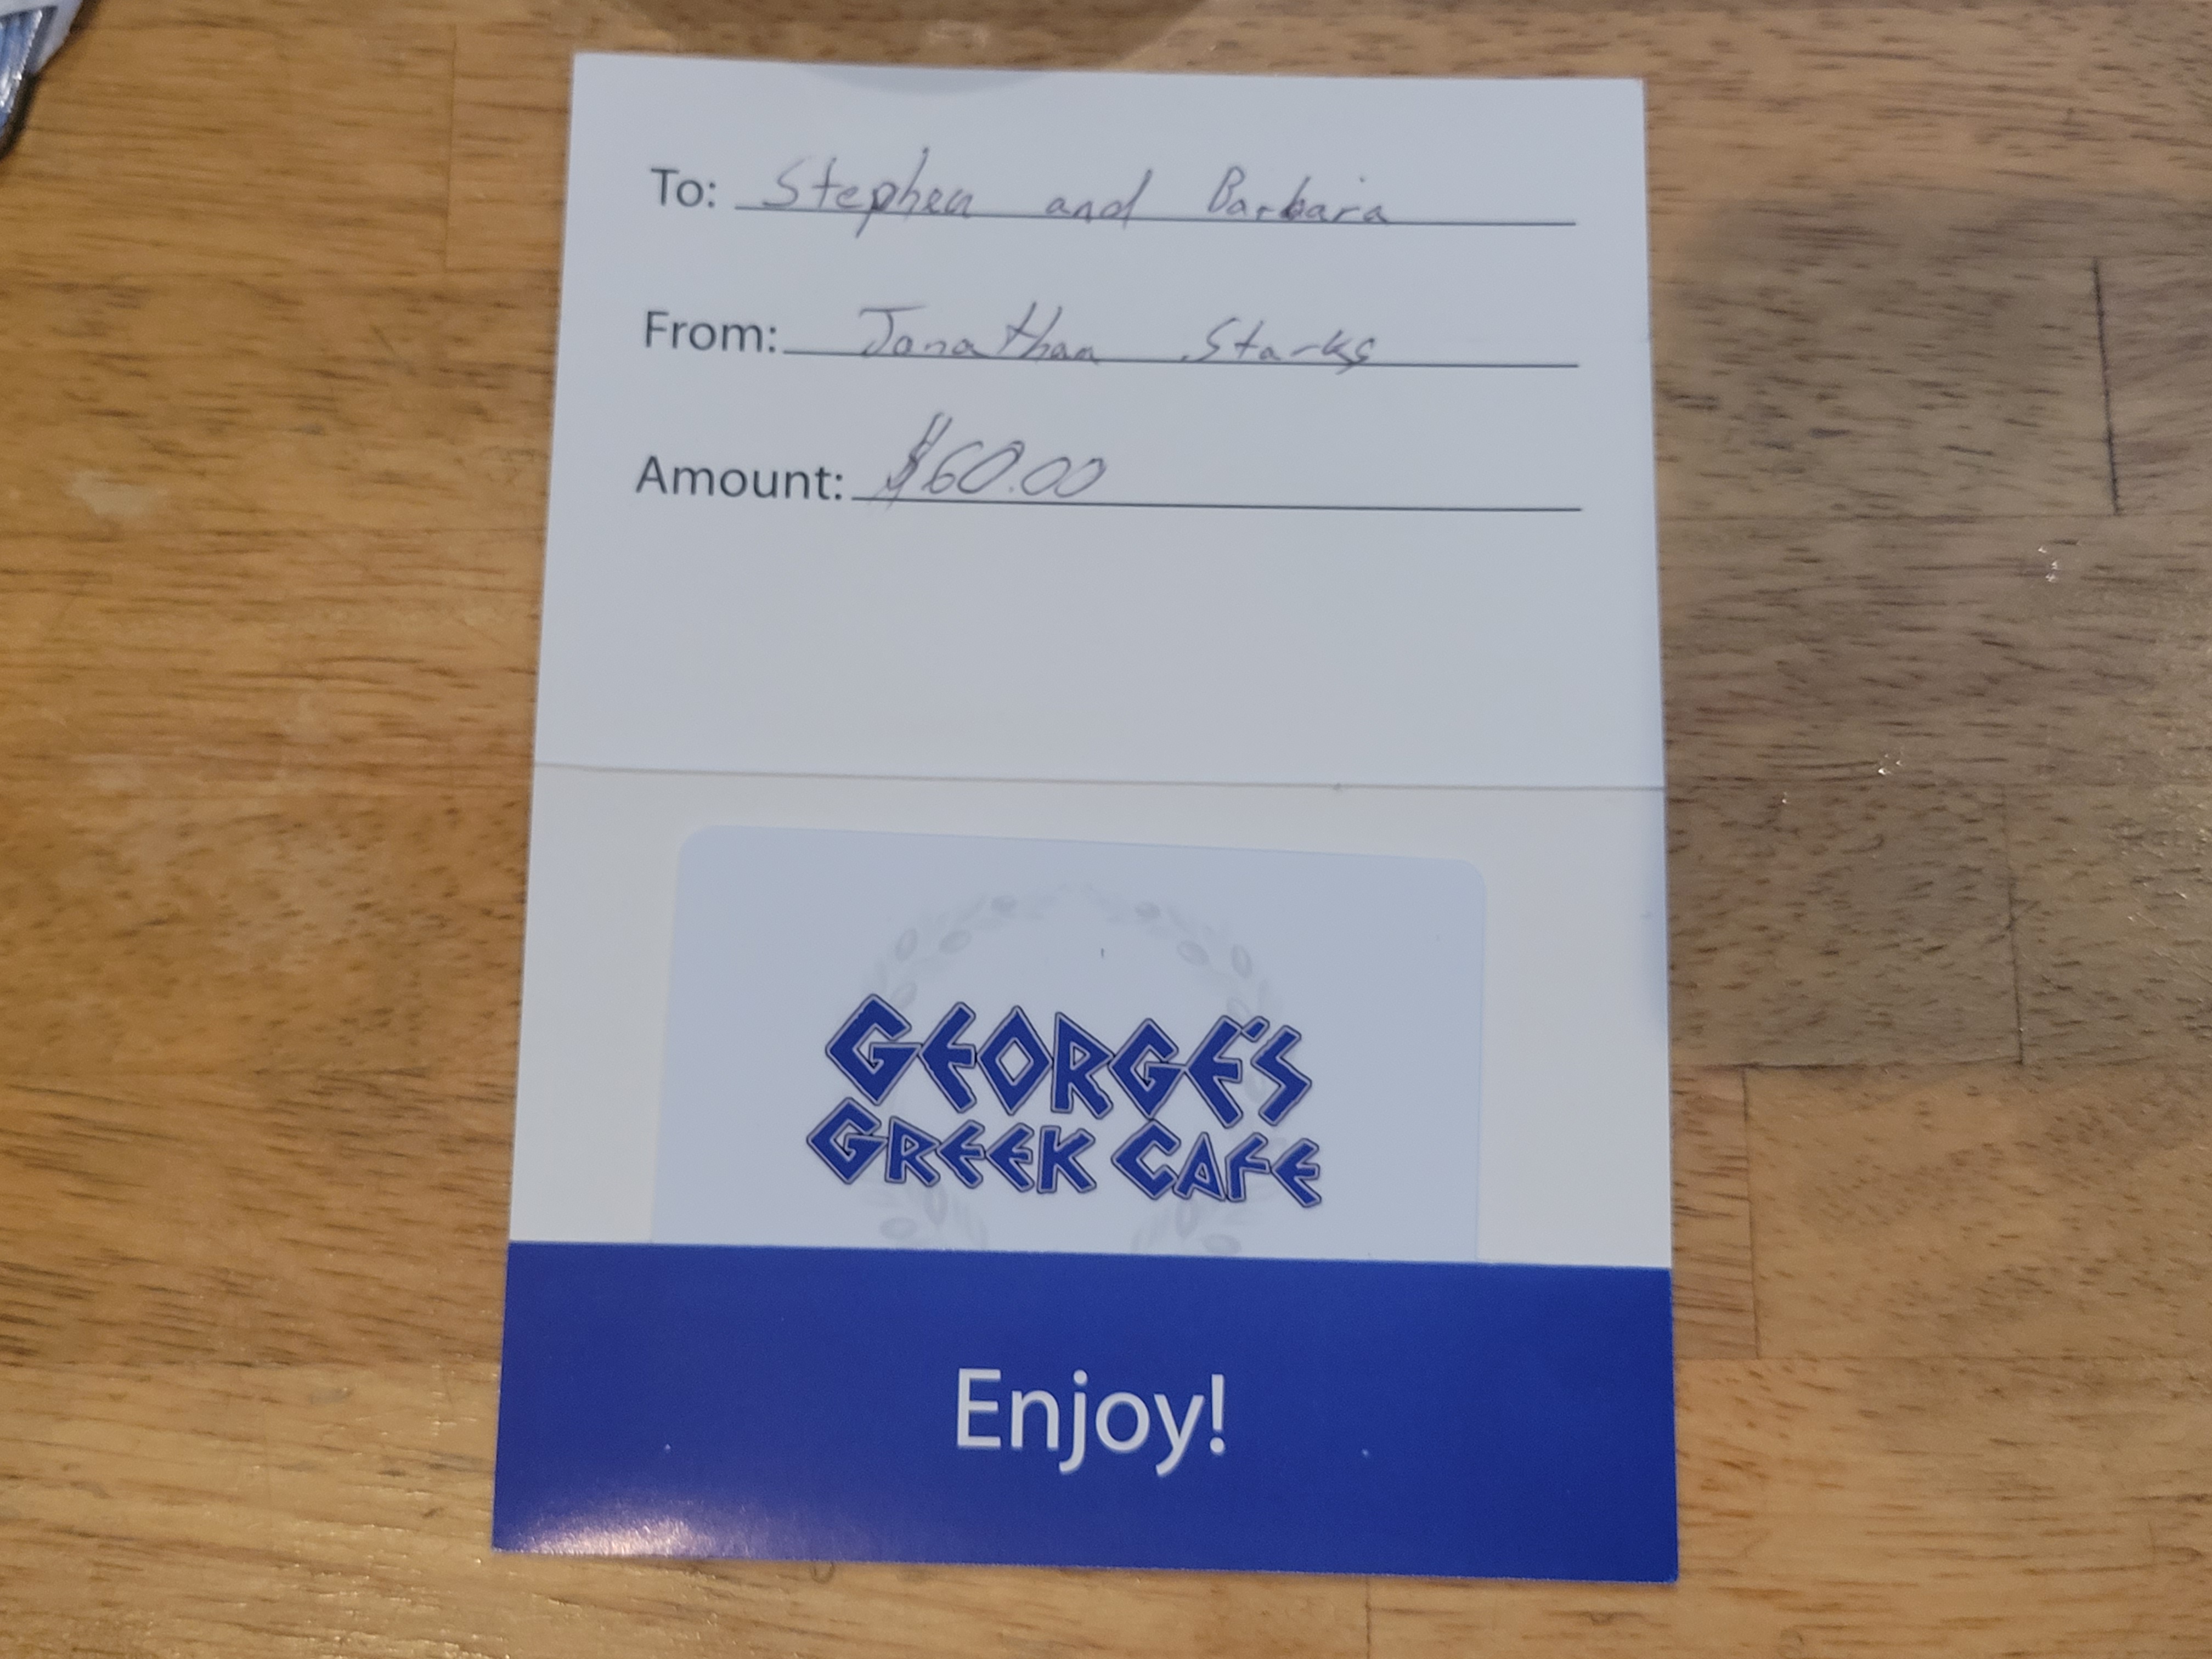 To: Stephen and Barbara
From: Jonathan Starks
Amount: $60.00
GEORGE'S
GREEK CAFE
Enjoy!